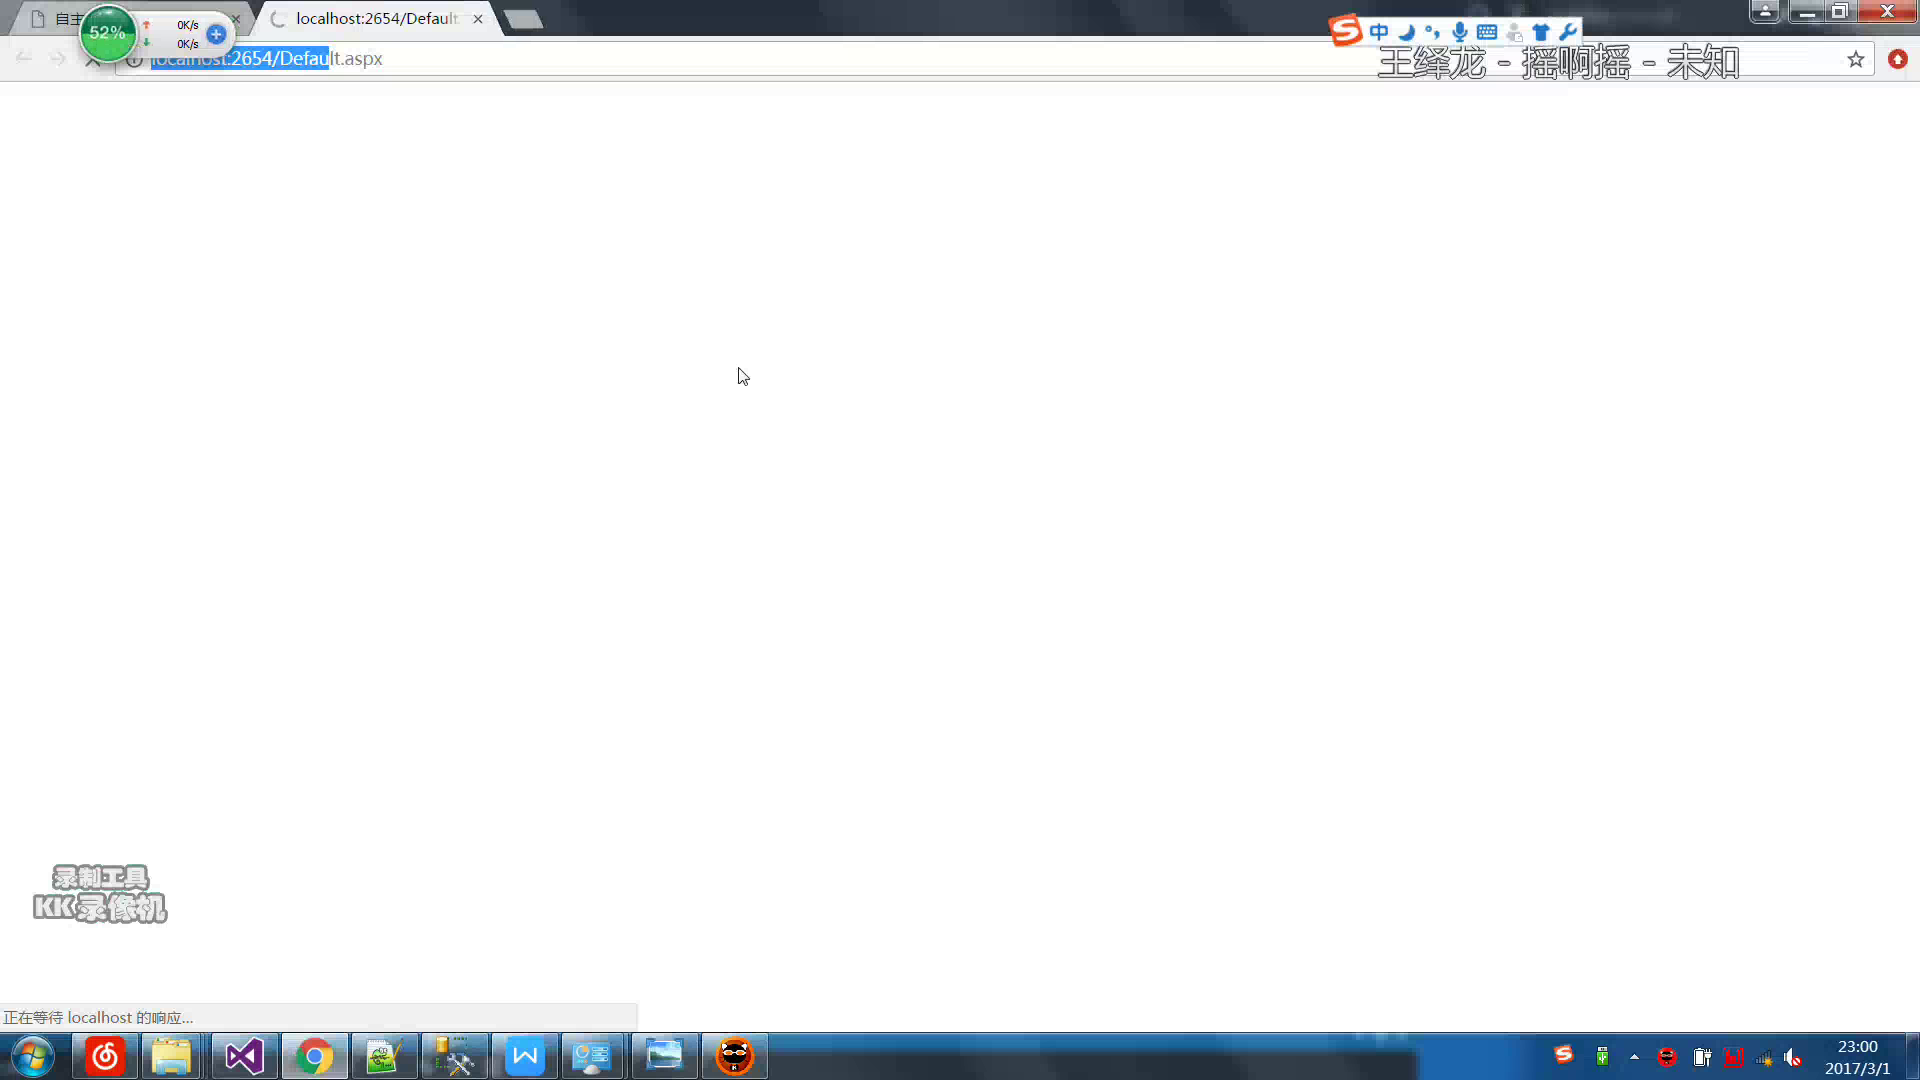 自主
localhost:2654/Default
52%
0K/s
0K/s
中
localhost:2654/Default.aspx
王绎龙 - 摇啊摇 - 未知
录制工具
KK 录像机
正在等待 localhost 的响应...
23:00
2017/3/1